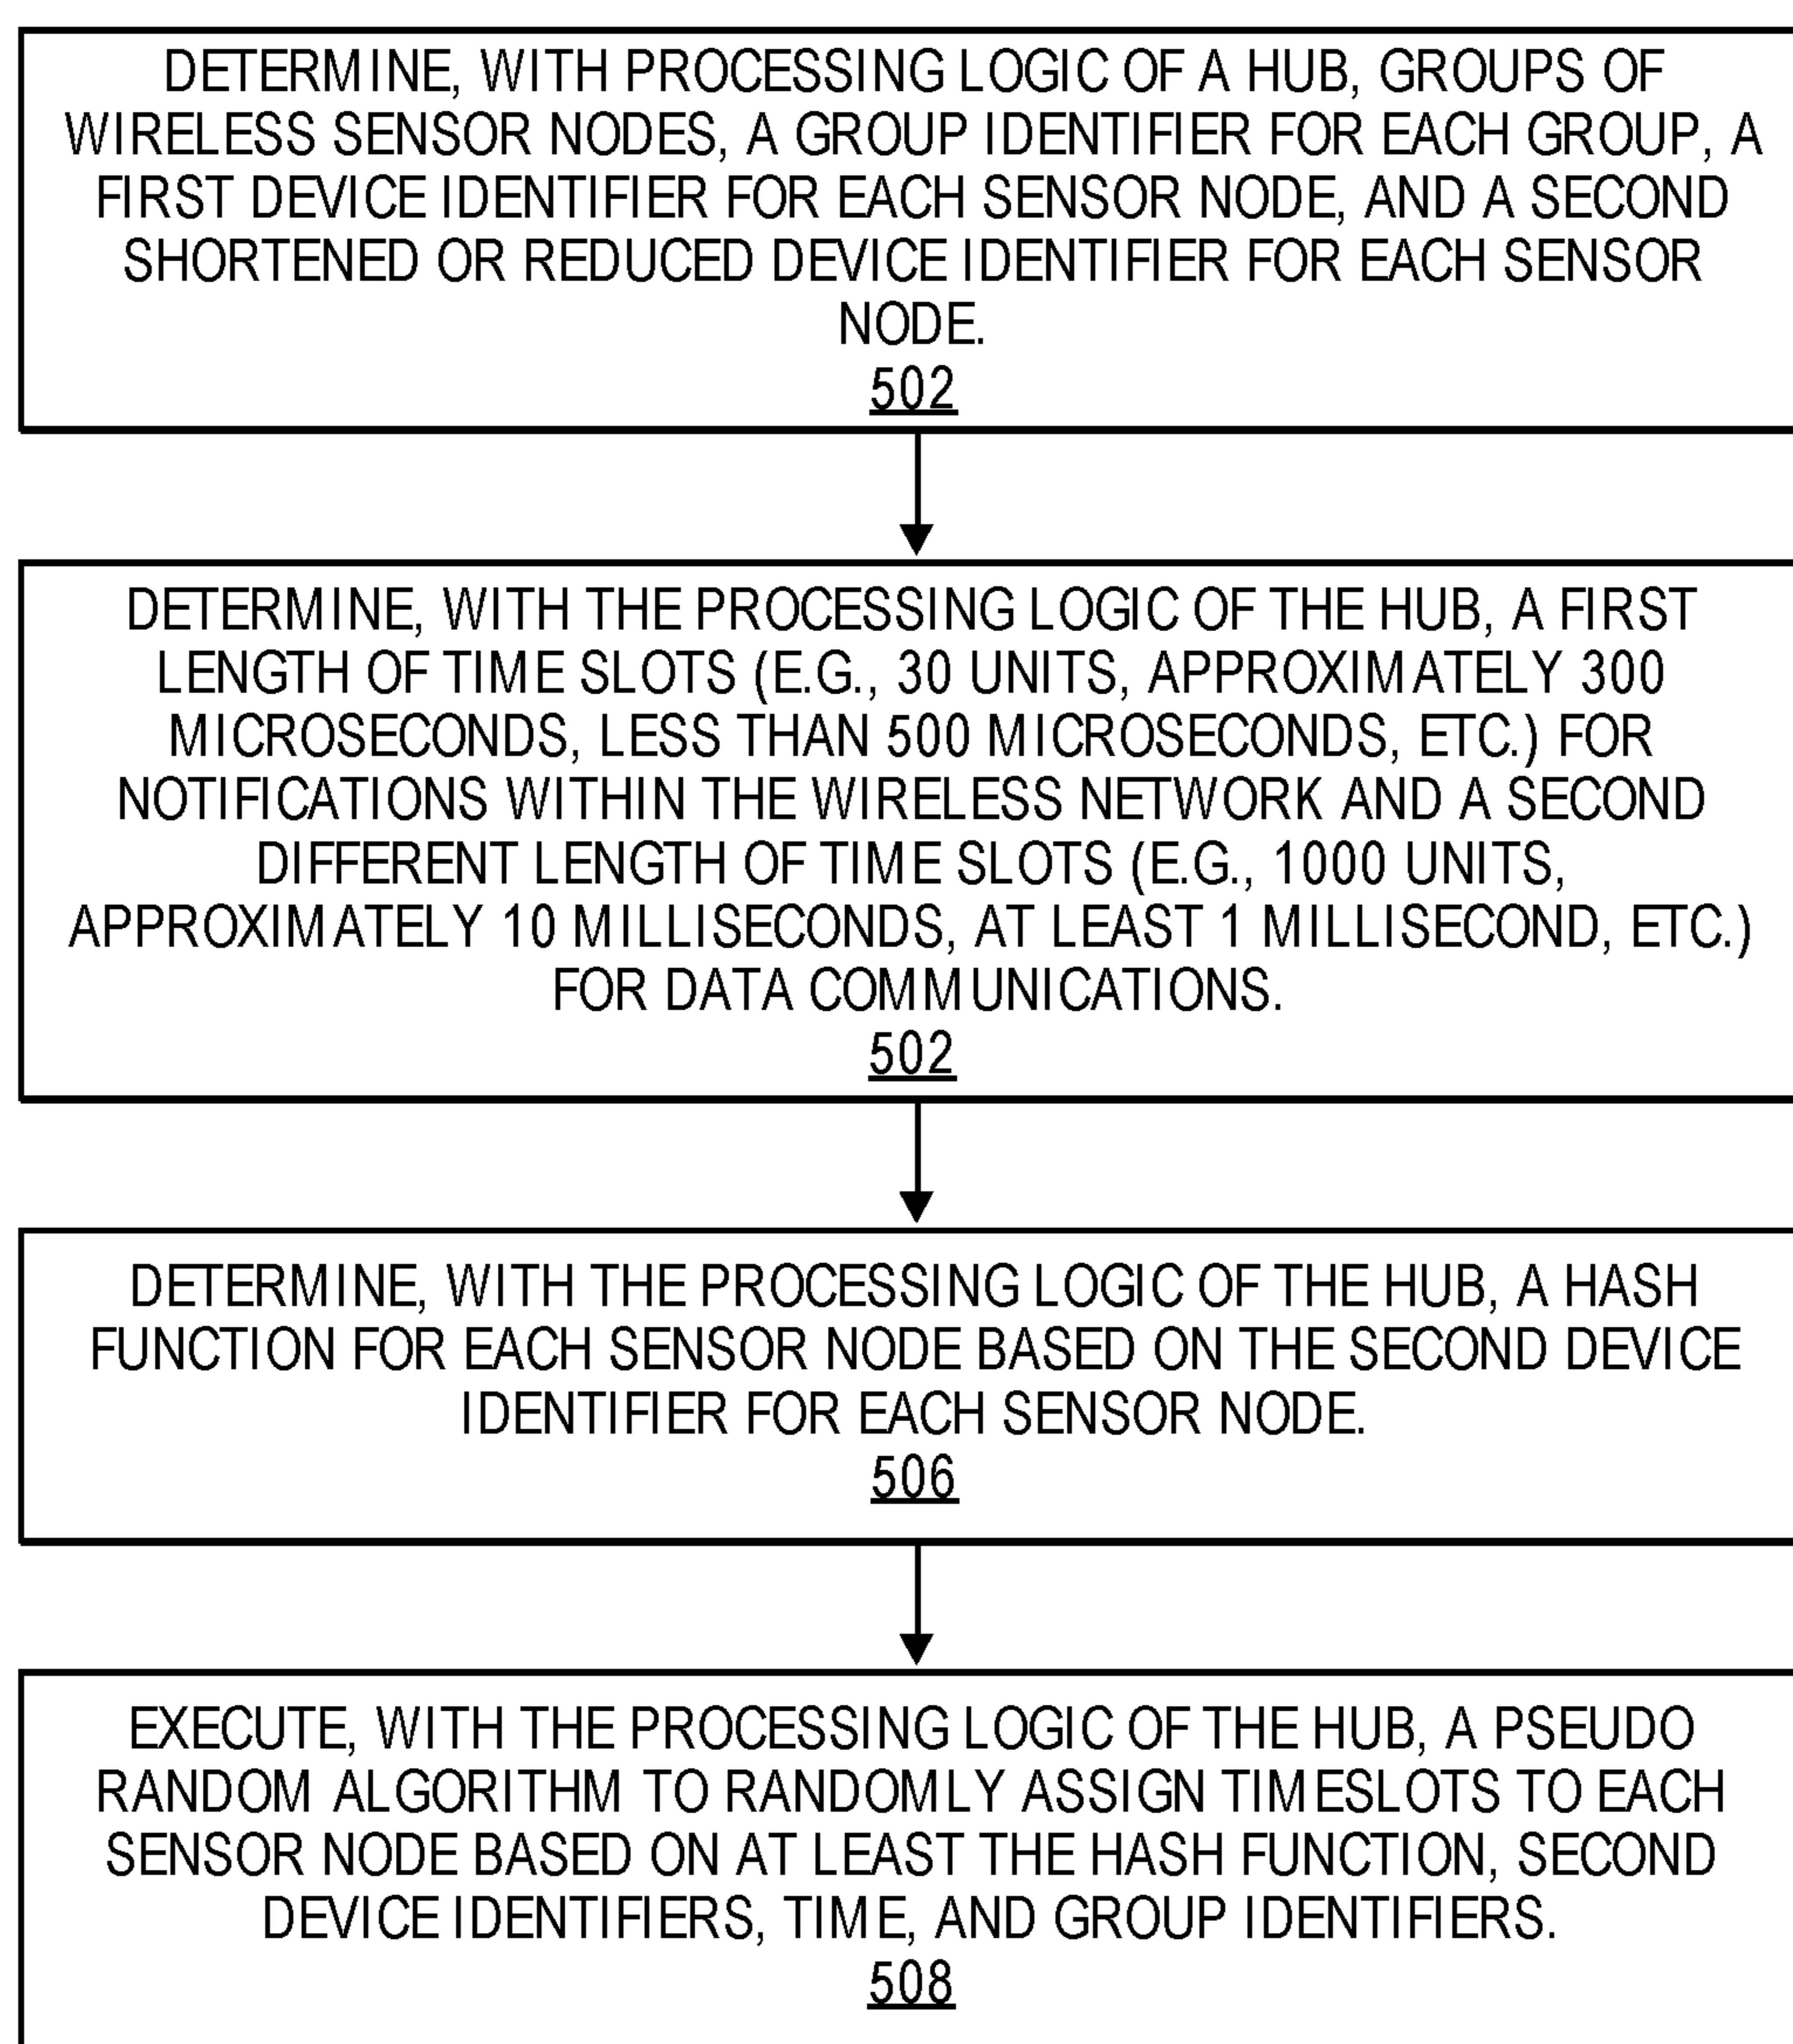 DETERMINE, WITH PROCESSING LOGIC OF A HUB, GROUPS OF
WIRELESS SENSOR NODES, A GROUP IDENTIFIER FOR EACH GROUP, A
FIRST DEVICE IDENTIFIER FOR EACH SENSOR NODE, AND A SECOND
SHORTENED OR REDUCED DEVICE IDENTIFIER FOR EACH SENSOR
NODE.
502
DETERMINE, WITH THE PROCESSING LOGIC OF THE HUB, A FIRST
LENGTH OF TIME SLOTS (E.G., 30 UNITS, APPROXIMATELY 300
MICROSECONDS, LESS THAN 500 MICROSECONDS, ETC.) FOR
NOTIFICATIONS WITHIN THE WIRELESS NETWORK AND A SECOND
DIFFERENT LENGTH OF TIME SLOTS (E.G., 1000 UNITS,
APPROXIMATELY 10 MILLISECONDS, AT LEAST 1 MILLISECOND, ETC.)
FOR DATA COMMUNICATIONS.
502
DETERMINE, WITH THE PROCESSING LOGIC OF THE HUB, A HASH
FUNCTION FOR EACH SENSOR NODE BASED ON THE SECOND DEVICE
IDENTIFIER FOR EACH SENSOR NODE.
506
EXECUTE, WITH THE PROCESSING LOGIC OF THE HUB, A PSEUDO
RANDOM ALGORITHM TO RANDOMLY ASSIGN TIMESLOTS TO EACH
SENSOR NODE BASED ON AT LEAST THE HASH FUNCTION, SECOND
DEVICE IDENTIFIERS, TIME, AND GROUP IDENTIFIERS.
508